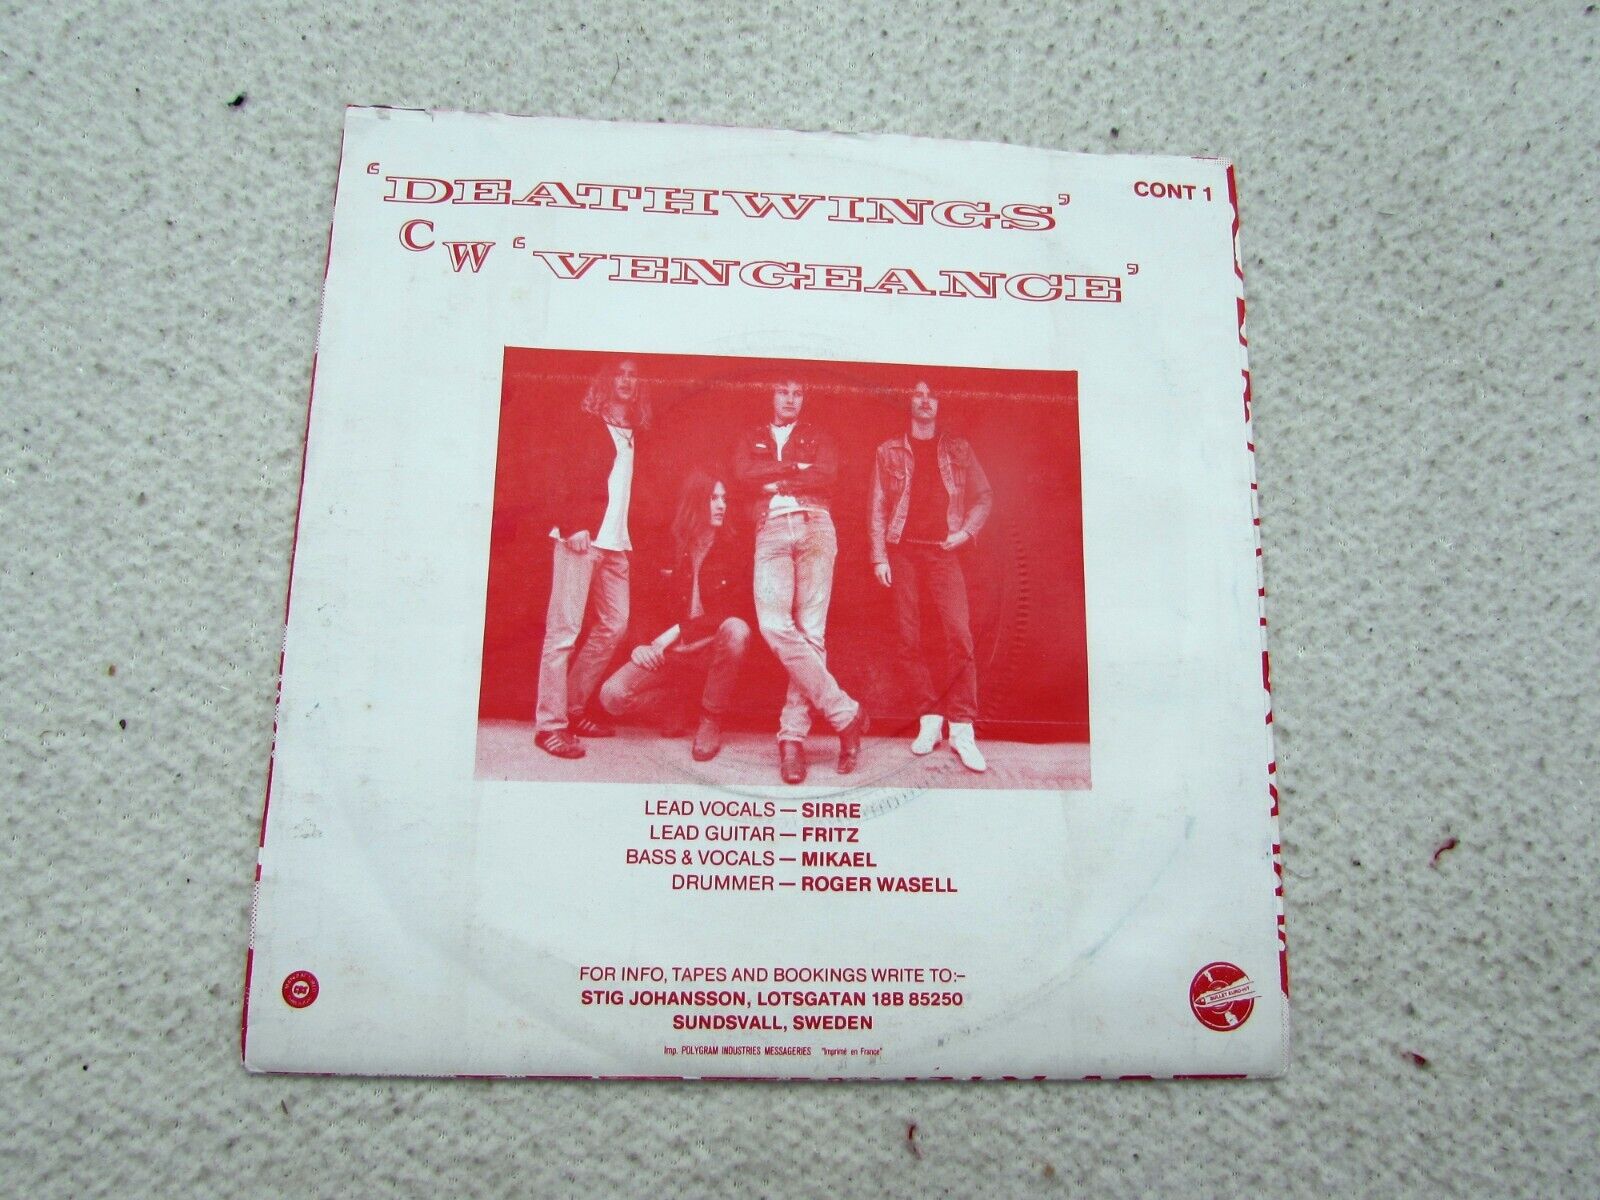 'DEATHWINGS'
CONT 1
CW 'VENGEANCE'
LEAD VOCALS — SIRRE
LEAD GUITAR — FRITZ
BASS & VOCALS — MIKAEL
DRUMMER — ROGER WASELL
FOR INFO, TAPES AND BOOKINGS WRITE TO:–
STIG JOHANSSON, LOTSGATAN 18B 85250
SUNDSVALL, SWEDEN
Imp. POLYGRAM INDUSTRIES MESSAGERIES "Imprimé en France"